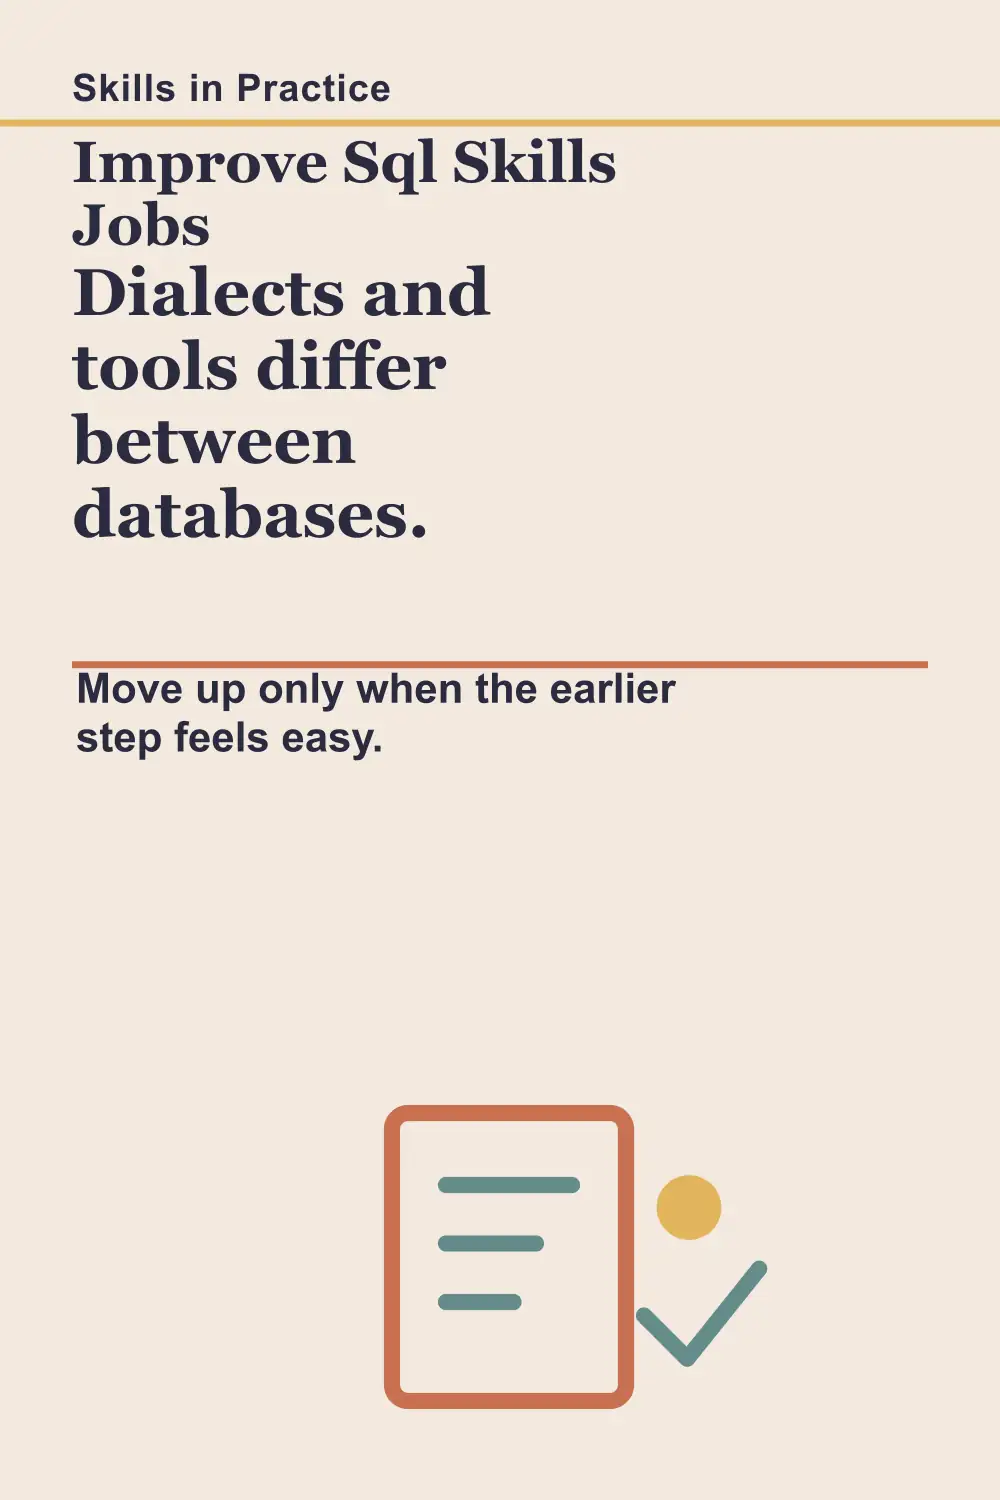 Skills in Practice
Improve Sql Skills
Jobs
Dialects and
tools differ
between
databases.
Move up only when the earlier
step feels easy.